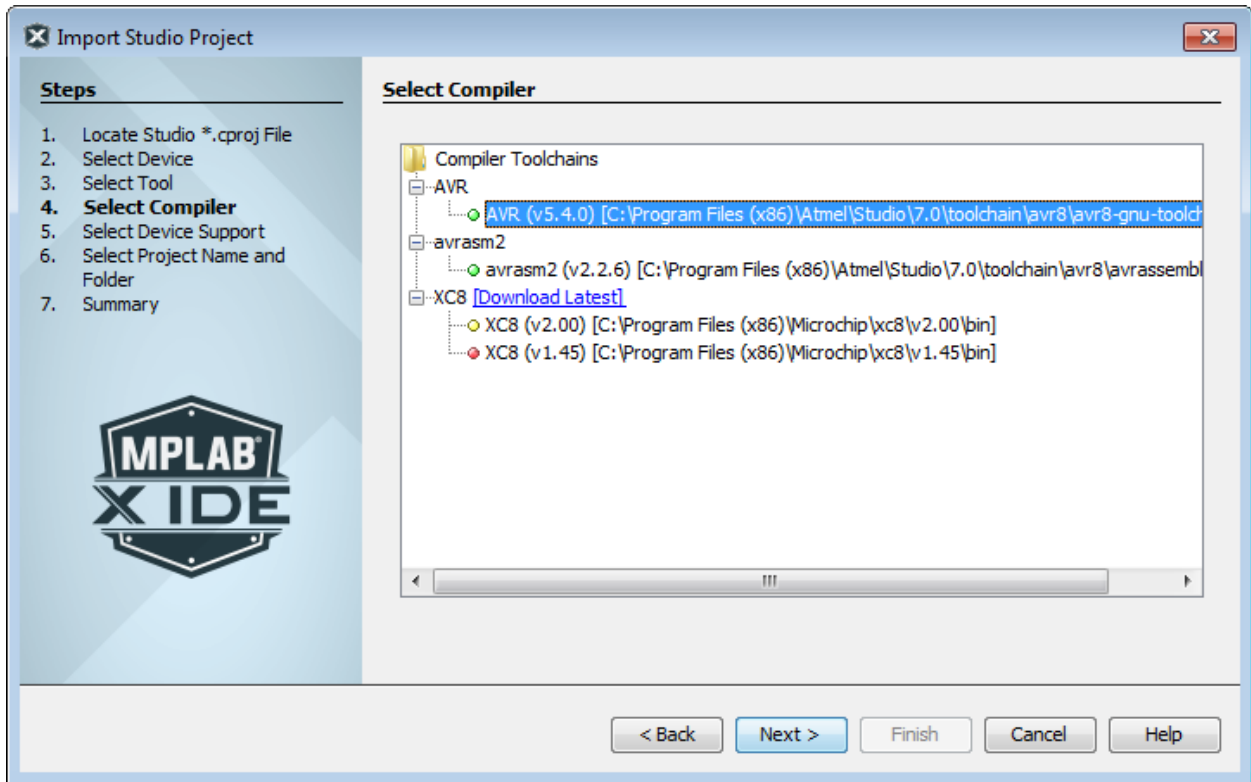 Import Studio Project
Steps
1. Locate Studio *.cproj File
2. Select Device
3. Select Tool
4. Select Compiler
5. Select Device Support
6. Select Project Name and
Folder
7. Summary
MPLAB®
X IDE
Select Compiler
Compiler Toolchains
AVR
AVR (v5.4.0) [C:\Program Files (x86)\Atmel\Studio\7.0\toolchain\avr8\avr8-gnu-toolch
avrasm2
avrasm2 (v2.2.6) [C:\Program Files (x86)\Atmel\Studio\7.0\toolchain\avr8\avrassembl
XC8 [Download Latest]
XC8 (v2.00) [C:\Program Files (x86)\Microchip\xc8\v2.00\bin]
XC8 (v1.45) [C:\Program Files (x86)\Microchip\xc8\v1.45\bin]
< Back Next > Finish Cancel Help